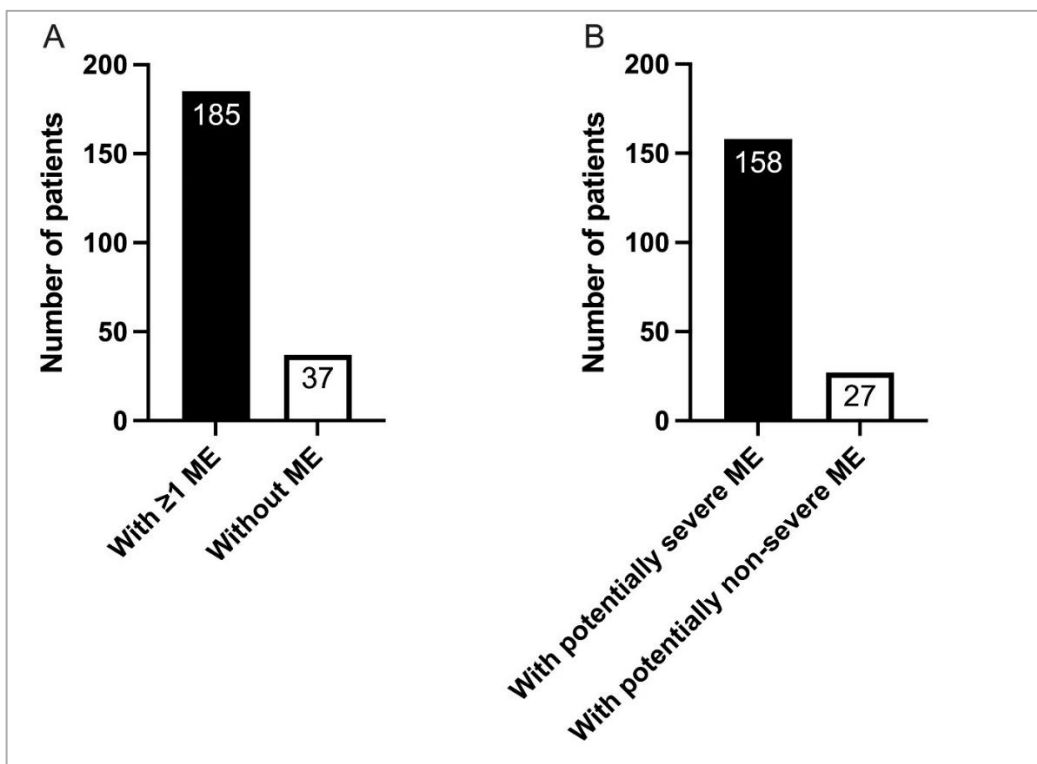 A
Number of patients
200
150
100
50
0
185
37
With ≥1 ME
Without ME
B
Number of patients
200
150
100
50
0
158
27
With potentially severe ME
With potentially non-severe ME